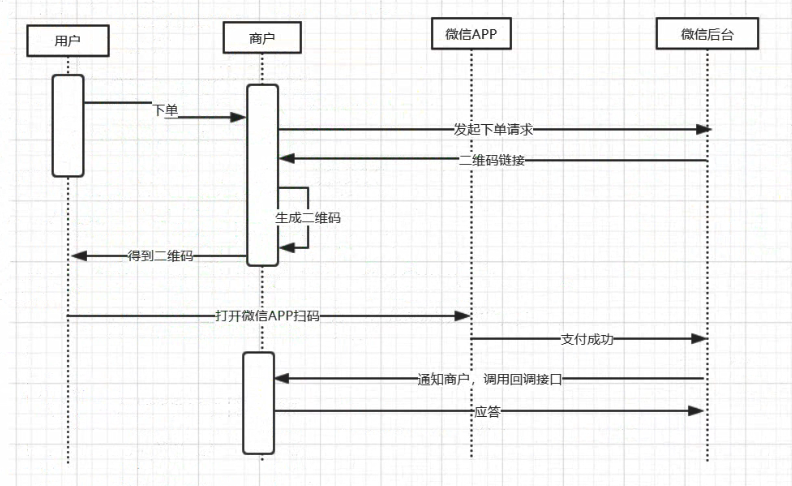 用户
商户
微信APP
微信后台
下单
发起下单请求
二维码链接
生成二维码
得到二维码
打开微信APP扫码
支付成功
通知商户，调用回调接口
应答